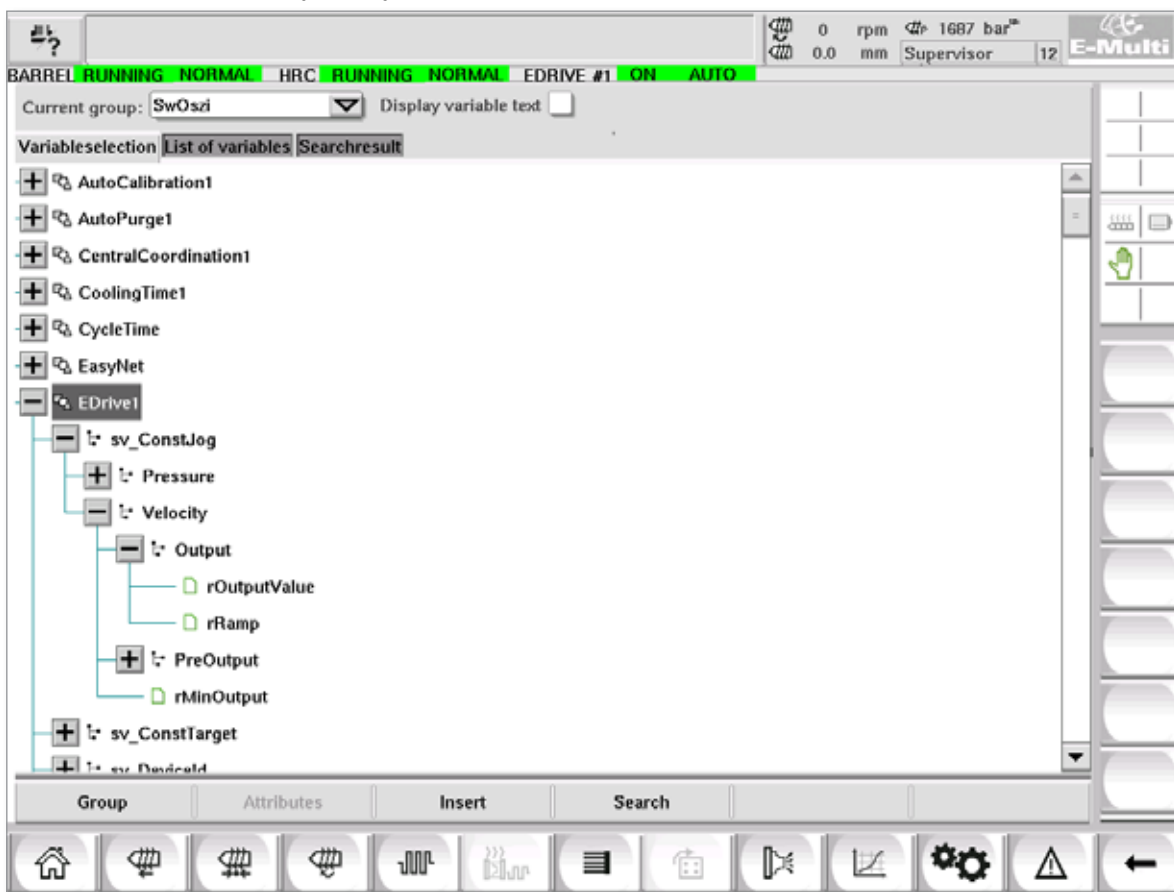 0 rpm 1687 bar
E-Multi
0.0 mm Supervisor 12
BARREL RUNNING NORMAL HRC RUNNING NORMAL EDRIVE #1 ON AUTO
Current group: SwOszi Display variable text
Variableselection List of variables Searchresult
AutoCalibration1
AutoPurge1
CentralCoordination1
CoolingTime1
CycleTime
EasyNet
EDrive1
sv_ConstJog
Pressure
Velocity
Output
rOutputValue
rRamp
PreOutput
rMinOutput
sv_ConstTarget
sv_DeviceId
Group Attributes Insert Search